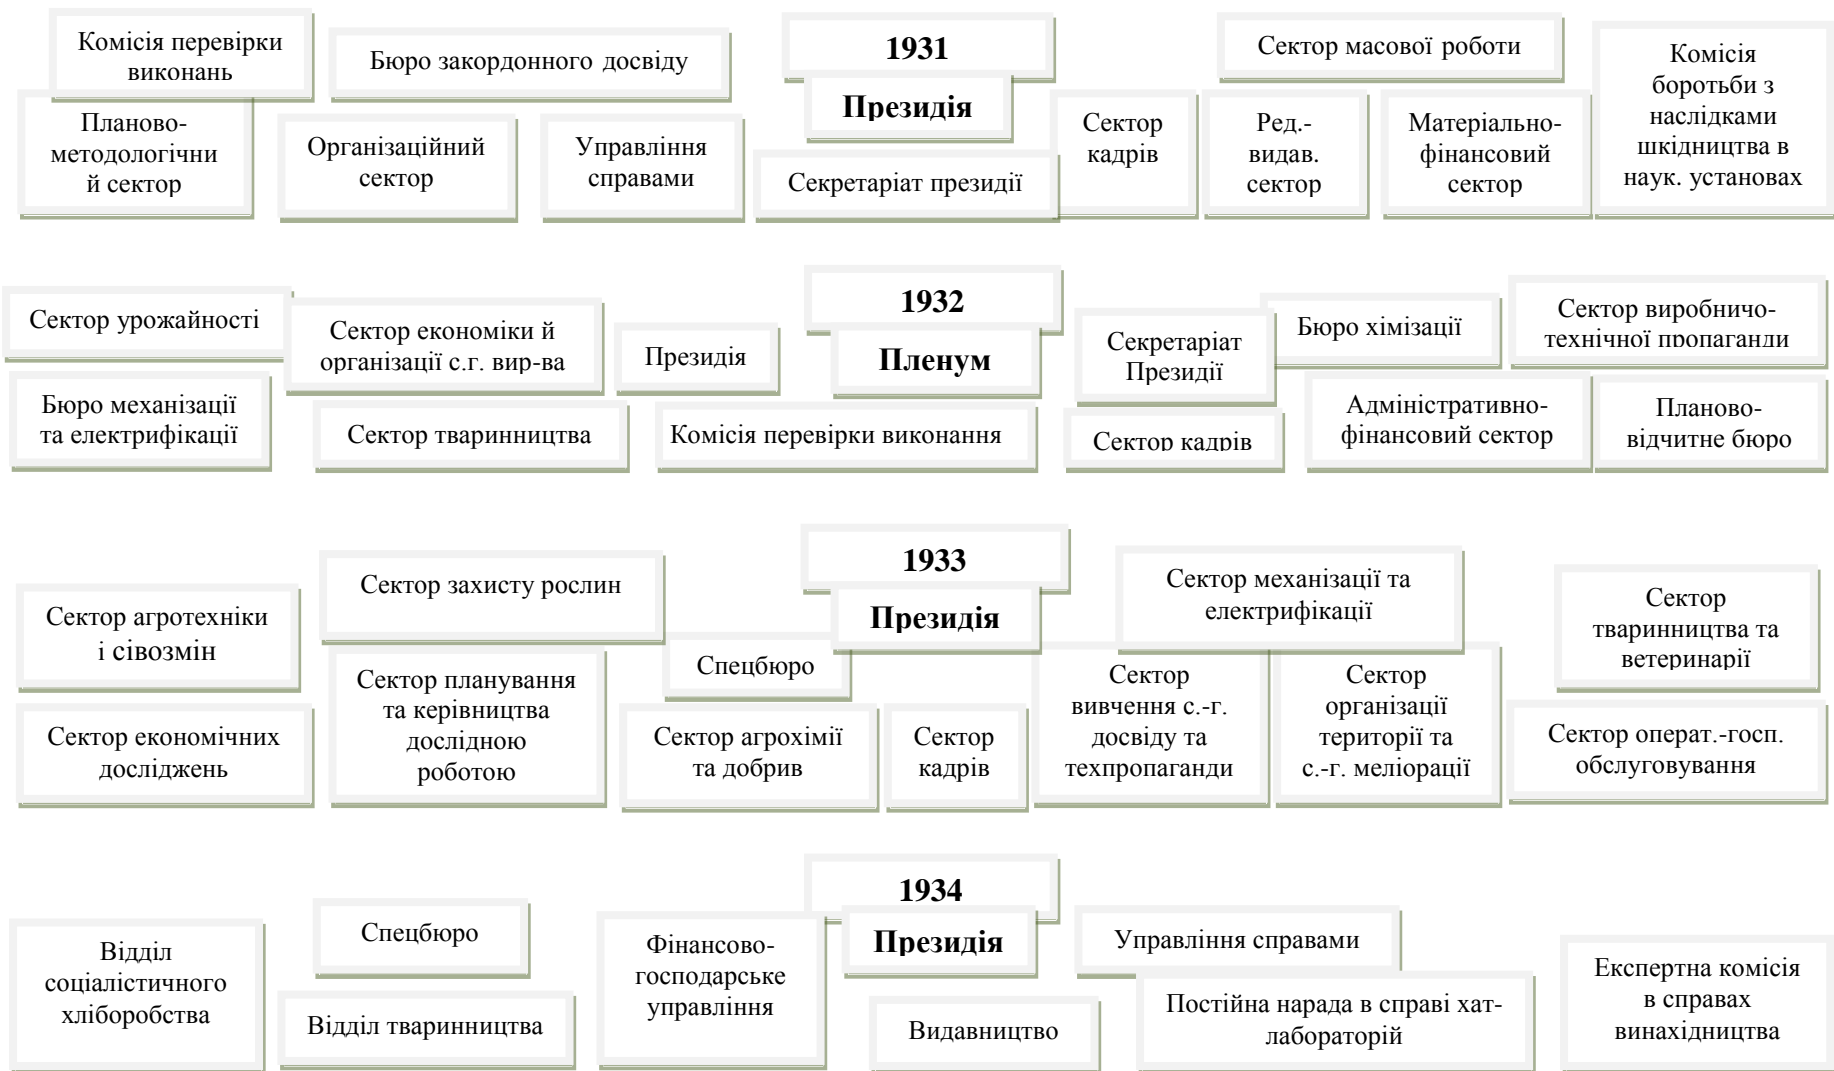 Комісія перевірки
виконань
Бюро закордонного досвіду
1931
Президія
Сектор масової роботи
Комісія
боротьби з
наслідками
шкідництва в
наук. установах
Планово-
методологічни
й сектор
Організаційний
сектор
Управління
справами
Секретаріат президії
Сектор
кадрів
Ред.-
видав.
сектор
Матеріально-
фінансовий
сектор
1932
Пленум
Сектор урожайності
Сектор економіки й
організації с.г. вир-ва
Президія
Секретаріат
Президії
Бюро хімізації
Сектор виробничо-
технічної пропаганди
Бюро механізації
та електрифікації
Сектор тваринництва
Комісія перевірки виконання
Сектор кадрів
Адміністративно-
фінансовий сектор
Планово-
відчитне бюро
1933
Президія
Сектор агротехніки
і сівозмін
Сектор захисту рослин
Спецбюро
Сектор механізації та
електрифікації
Сектор
тваринництва та
ветеринарії
Сектор економічних
досліджень
Сектор планування
та керівництва
дослідною
роботою
Сектор агрохімії
та добрив
Сектор
кадрів
Сектор
вивчення с.-г.
досвіду та
техпропаганди
Сектор
організації
території та
с.-г. меліорації
Сектор операт.-госп.
обслуговування
1934
Президія
Відділ
соціалістичного
хліборобства
Спецбюро
Відділ тваринництва
Фінансово-
господарське
управління
Видавництво
Управління справами
Постійна нарада в справі хат-
лабораторій
Експертна комісія
в справах
винахідництва